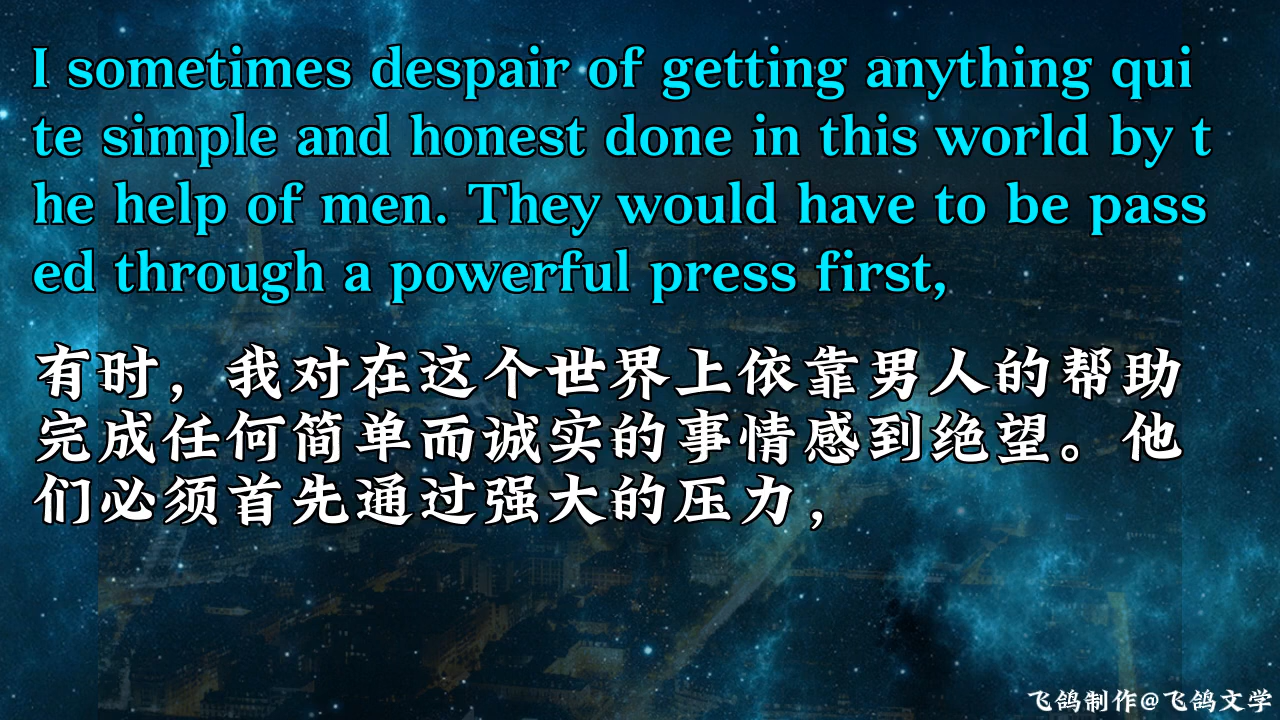 I sometimes despair of getting anything qui
te simple and honest done in this world by t
he help of men. They would have to be pass
ed through a powerful press first,
有时，我对在这个世界上依靠男人的帮助
完成任何简单而诚实的事情感到绝望。他
们必须首先通过强大的压力，
飞鸽制作@飞鸽文学